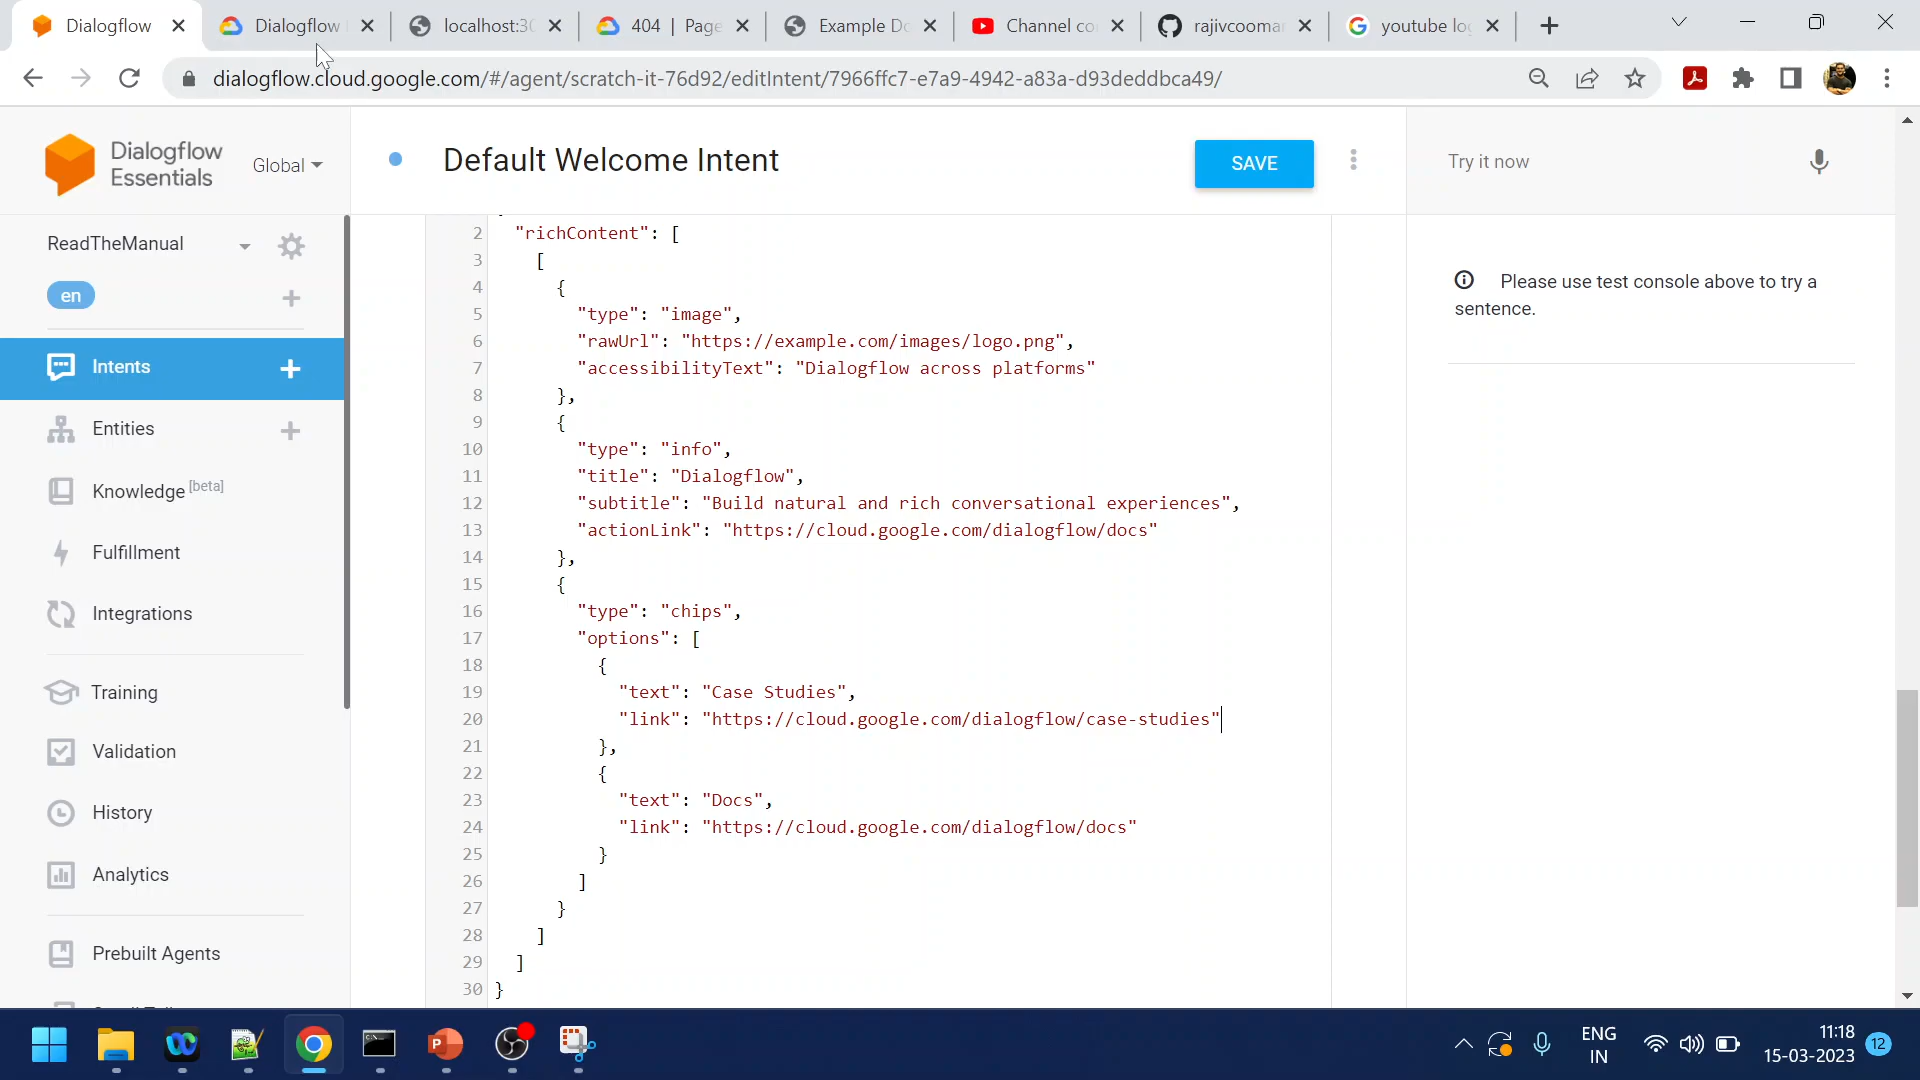 Dialogflow
Dialogflow
localhost:30
404 | Page
Example Do
Channel co
rajivcoomar
youtube log
dialogflow.cloud.google.com/#/agent/scratch-it-76d92/editIntent/7966ffc7-e7a9-4942-a83a-d93deddbca49/
Dialogflow
Essentials
Global
Default Welcome Intent
SAVE
Try it now
ReadTheManual
en
Intents
Entities
Knowledge [beta]
Fulfillment
Integrations
Training
Validation
History
Analytics
Prebuilt Agents
2 "richContent": [
3 [
4 {
5 "type": "image",
6 "rawUrl": "https://example.com/images/logo.png",
7 "accessibilityText": "Dialogflow across platforms"
8 },
9 {
10 "type": "info",
11 "title": "Dialogflow",
12 "subtitle": "Build natural and rich conversational experiences",
13 "actionLink": "https://cloud.google.com/dialogflow/docs"
14 },
15 {
16 "type": "chips",
17 "options": [
18 {
19 "text": "Case Studies",
20 "link": "https://cloud.google.com/dialogflow/case-studies"
21 },
22 {
23 "text": "Docs",
24 "link": "https://cloud.google.com/dialogflow/docs"
25 }
26 ]
27 }
28 ]
29 ]
30 }
Please use test console above to try a
sentence.
ENG
IN
11:18
15-03-2023
12